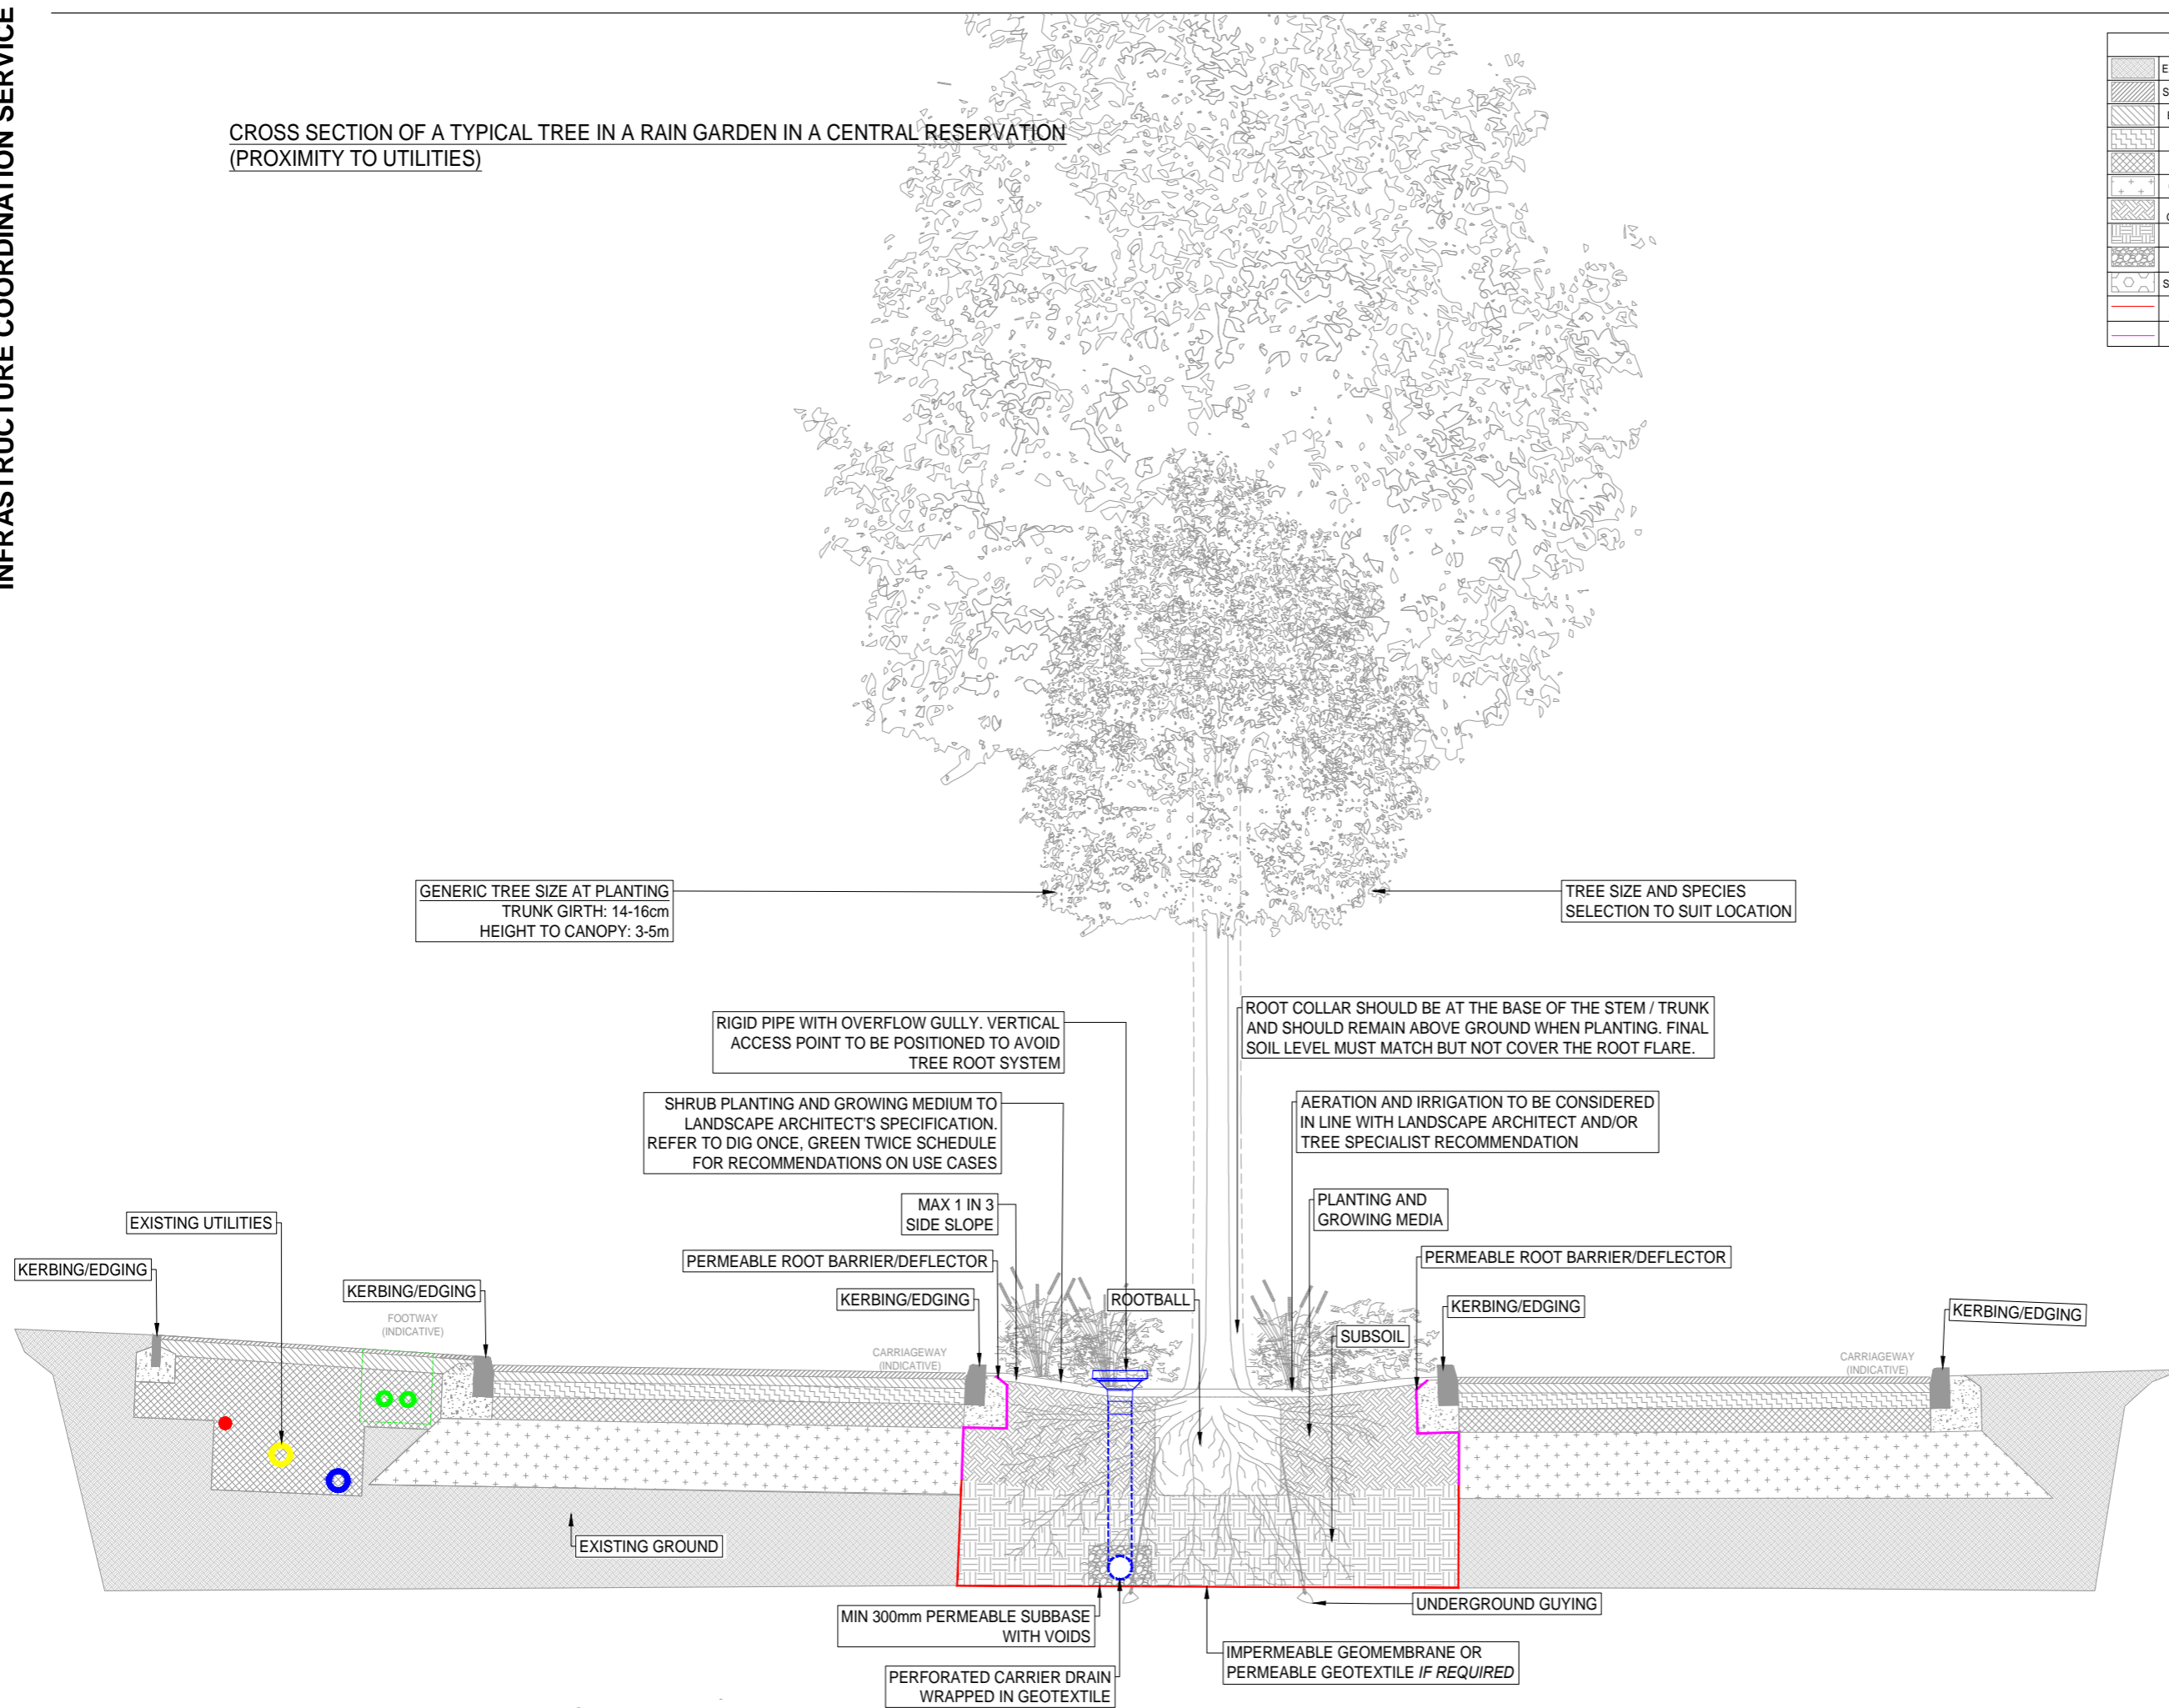 INFRASTRUCTURE COORDINATION SERVICE
CROSS SECTION OF A TYPICAL TREE IN A RAIN GARDEN IN A CENTRAL RESERVATION
(PROXIMITY TO UTILITIES)
GENERIC TREE SIZE AT PLANTING
TRUNK GIRTH: 14-16cm
HEIGHT TO CANOPY: 3-5m
TREE SIZE AND SPECIES
SELECTION TO SUIT LOCATION
RIGID PIPE WITH OVERFLOW GULLY. VERTICAL
ACCESS POINT TO BE POSITIONED TO AVOID
TREE ROOT SYSTEM
ROOT COLLAR SHOULD BE AT THE BASE OF THE STEM / TRUNK
AND SHOULD REMAIN ABOVE GROUND WHEN PLANTING. FINAL
SOIL LEVEL MUST MATCH BUT NOT COVER THE ROOT FLARE.
SHRUB PLANTING AND GROWING MEDIUM TO
LANDSCAPE ARCHITECT'S SPECIFICATION.
REFER TO DIG ONCE, GREEN TWICE SCHEDULE
FOR RECOMMENDATIONS ON USE CASES
AERATION AND IRRIGATION TO BE CONSIDERED
IN LINE WITH LANDSCAPE ARCHITECT AND/OR
TREE SPECIALIST RECOMMENDATION
MAX 1 IN 3
SIDE SLOPE
PLANTING AND
GROWING MEDIA
EXISTING UTILITIES
KERBING/EDGING
PERMEABLE ROOT BARRIER/DEFLECTOR
PERMEABLE ROOT BARRIER/DEFLECTOR
KERBING/EDGING
FOOTWAY
(INDICATIVE)
KERBING/EDGING
ROOTBALL
KERBING/EDGING
KERBING/EDGING
SUBSOIL
CARRIAGEWAY
(INDICATIVE)
CARRIAGEWAY
(INDICATIVE)
EXISTING GROUND
MIN 300mm PERMEABLE SUBBASE
WITH VOIDS
UNDERGROUND GUYING
IMPERMEABLE GEOMEMBRANE OR
PERMEABLE GEOTEXTILE IF REQUIRED
PERFORATED CARRIER DRAIN
WRAPPED IN GEOTEXTILE